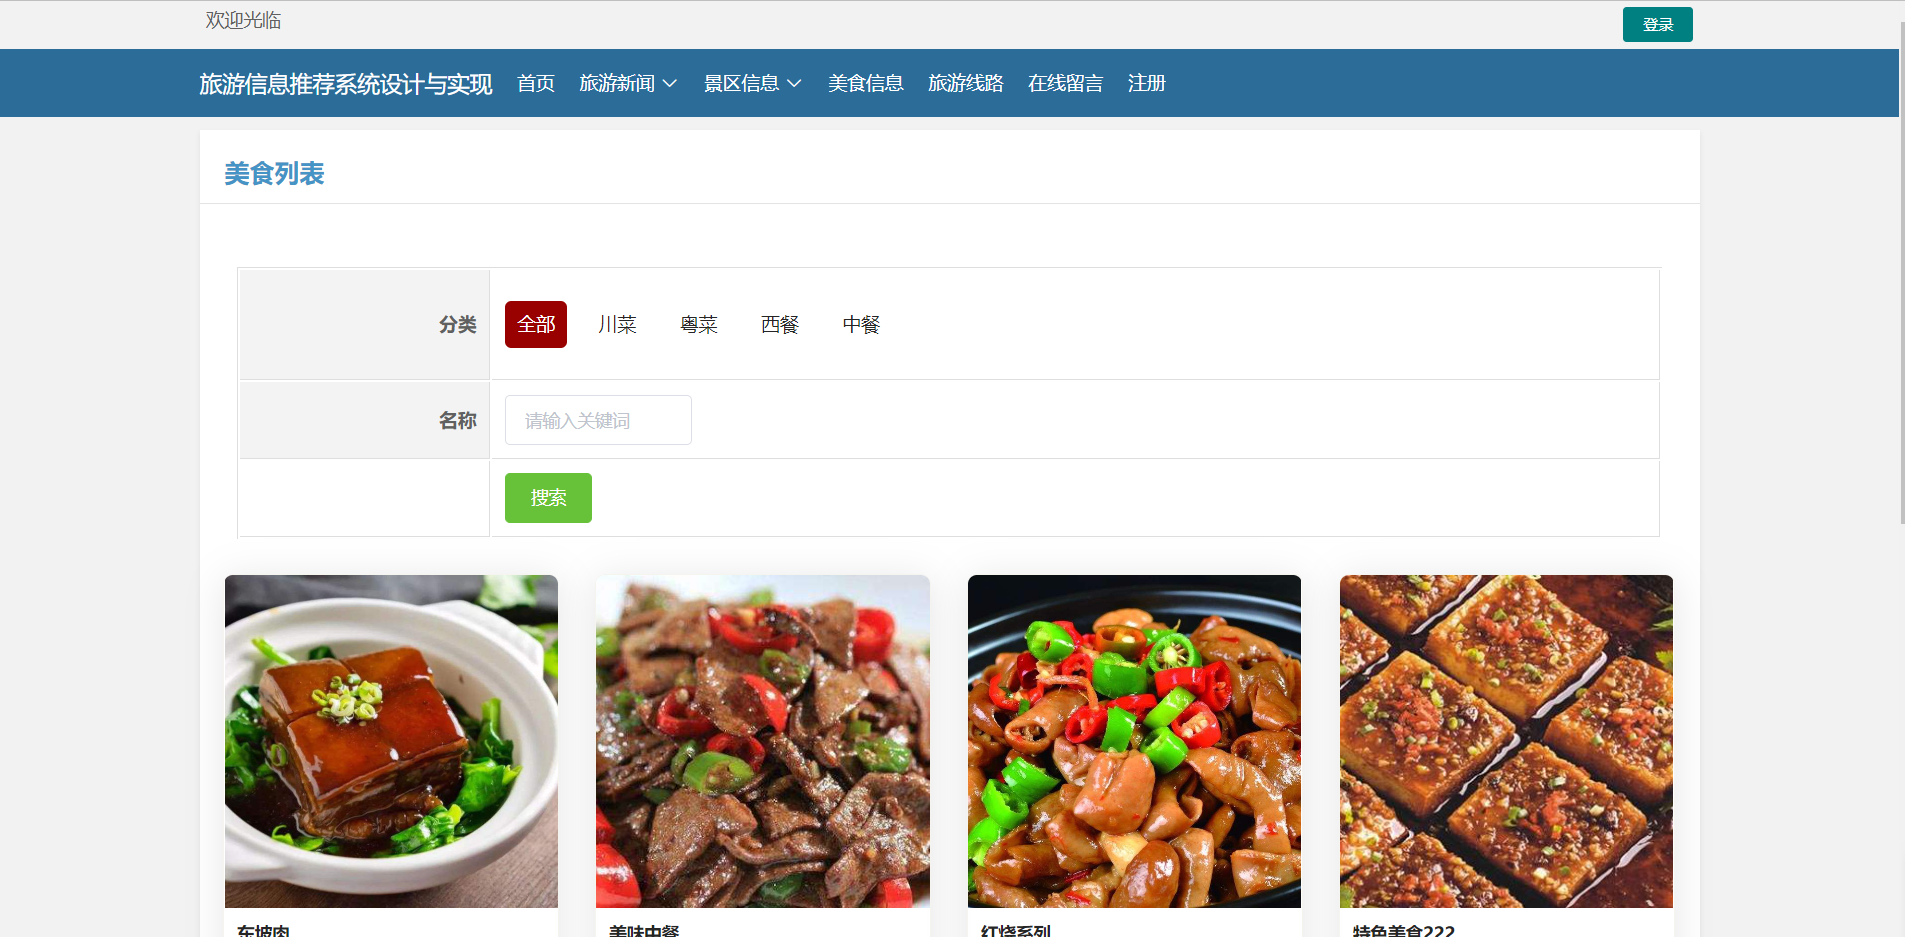 欢迎光临
登录
旅游信息推荐系统设计与实现 首页 旅游新闻 景区信息 美食信息 旅游线路 在线留言 注册
美食列表
分类 全部 川菜 粤菜 西餐 中餐
名称 请输入关键词
搜索
东坡肉 美味中餐 红烧系列 特色美食222